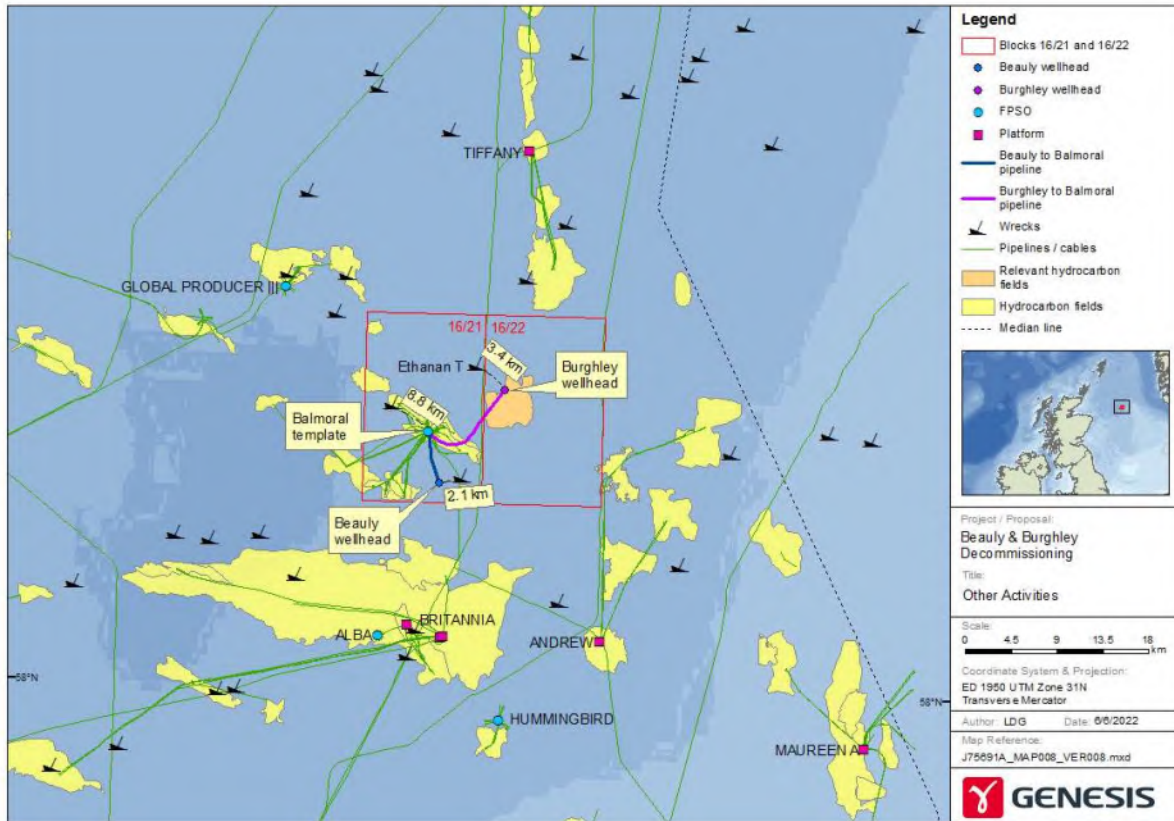 TIFFANY
GLOBAL PRODUCER III
16/21
16/22
Ethanan T
3.4 km
Burghley
wellhead
8.8 km
Balmoral
template
2.1 km
Beauly
wellhead
BRITANNIA
ALBA
ANDREW
58°N
58°N
HUMMINGBIRD
MAUREEN A
Legend
Blocks 16/21 and 16/22
Beauly wellhead
Burghley wellhead
FPSO
Platform
Beauly to Balmoral
pipeline
Burghley to Balmoral
pipeline
Wrecks
Pipelines / cables
Relevant hydrocarbon
fields
Hydrocarbon fields
Median line
Project / Proposal:
Beauly & Burghley
Decommissioning
Title:
Other Activities
Scale:
0 4.5 9 13.5 18
km
Coordinate System & Projection:
ED 1950 UTM Zone 31N
Transverse Mercator
Author: LDG Date: 6/6/2022
Map Reference:
J75691A_MAP008_VER008.mxd
GENESIS